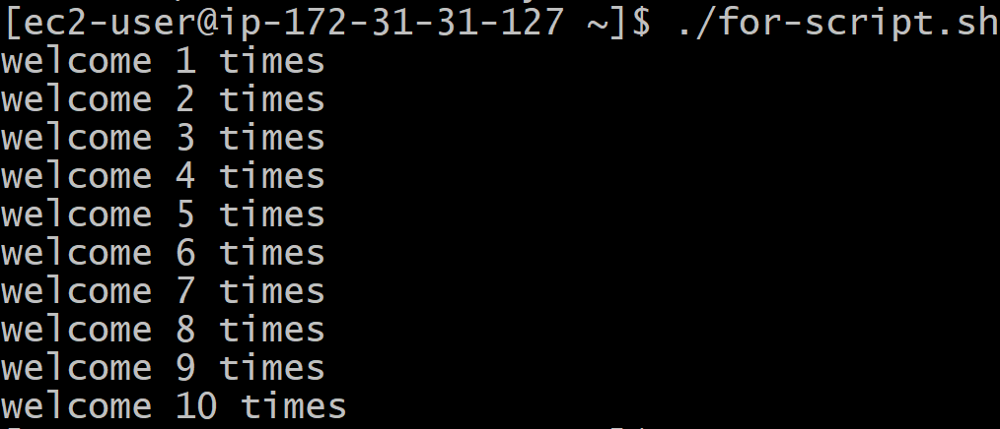 [ec2-user@ip-172-31-31-127 ~]$ ./for-script.sh
welcome 1 times
welcome 2 times
welcome 3 times
welcome 4 times
welcome 5 times
welcome 6 times
welcome 7 times
welcome 8 times
welcome 9 times
welcome 10 times